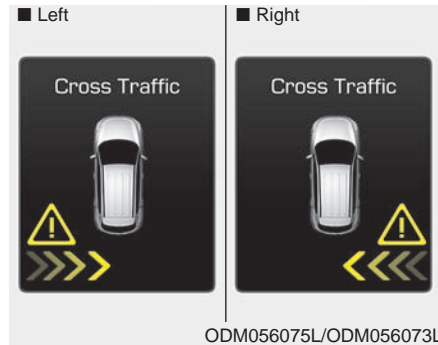 ■ Left
■ Right
Cross Traffic
Cross Traffic
ODM056075L/ODM056073L